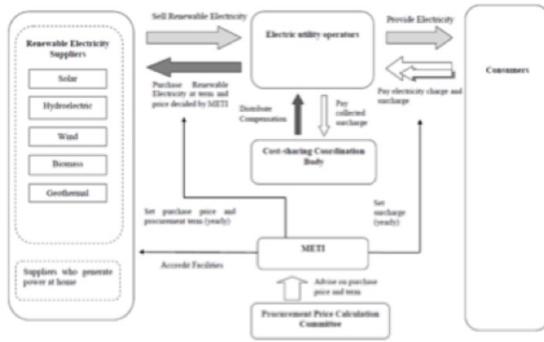 Renewable Electricity
Suppliers
Solar
Hydroelectric
Wind
Biomass
Geothermal
Suppliers who generate
power at home
Sell Renewable Electricity
Purchase Renewable
Electricity at term and
price decided by METI
Electric utility operators
Distribute
Compensation
Pay
collected
surcharge
Cost-sharing Coordination
Body
Provide Electricity
Pay electricity charge and
surcharge
Consumers
Set purchase price and
procurement term (yearly)
Set
surcharge
(yearly)
METI
Accredit Facilities
Advise on purchase
price and term
Procurement Price Calculation
Committee